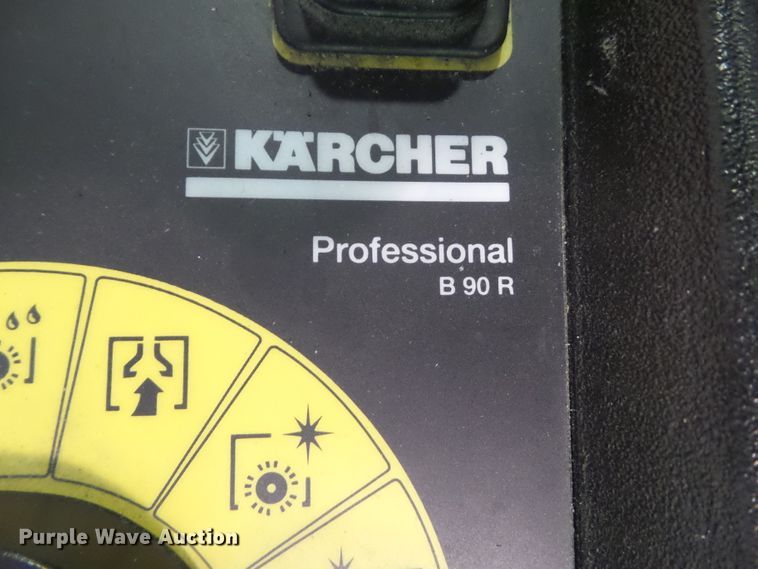 KÄRCHER
Professional
B 90 R
Purple Wave Auction